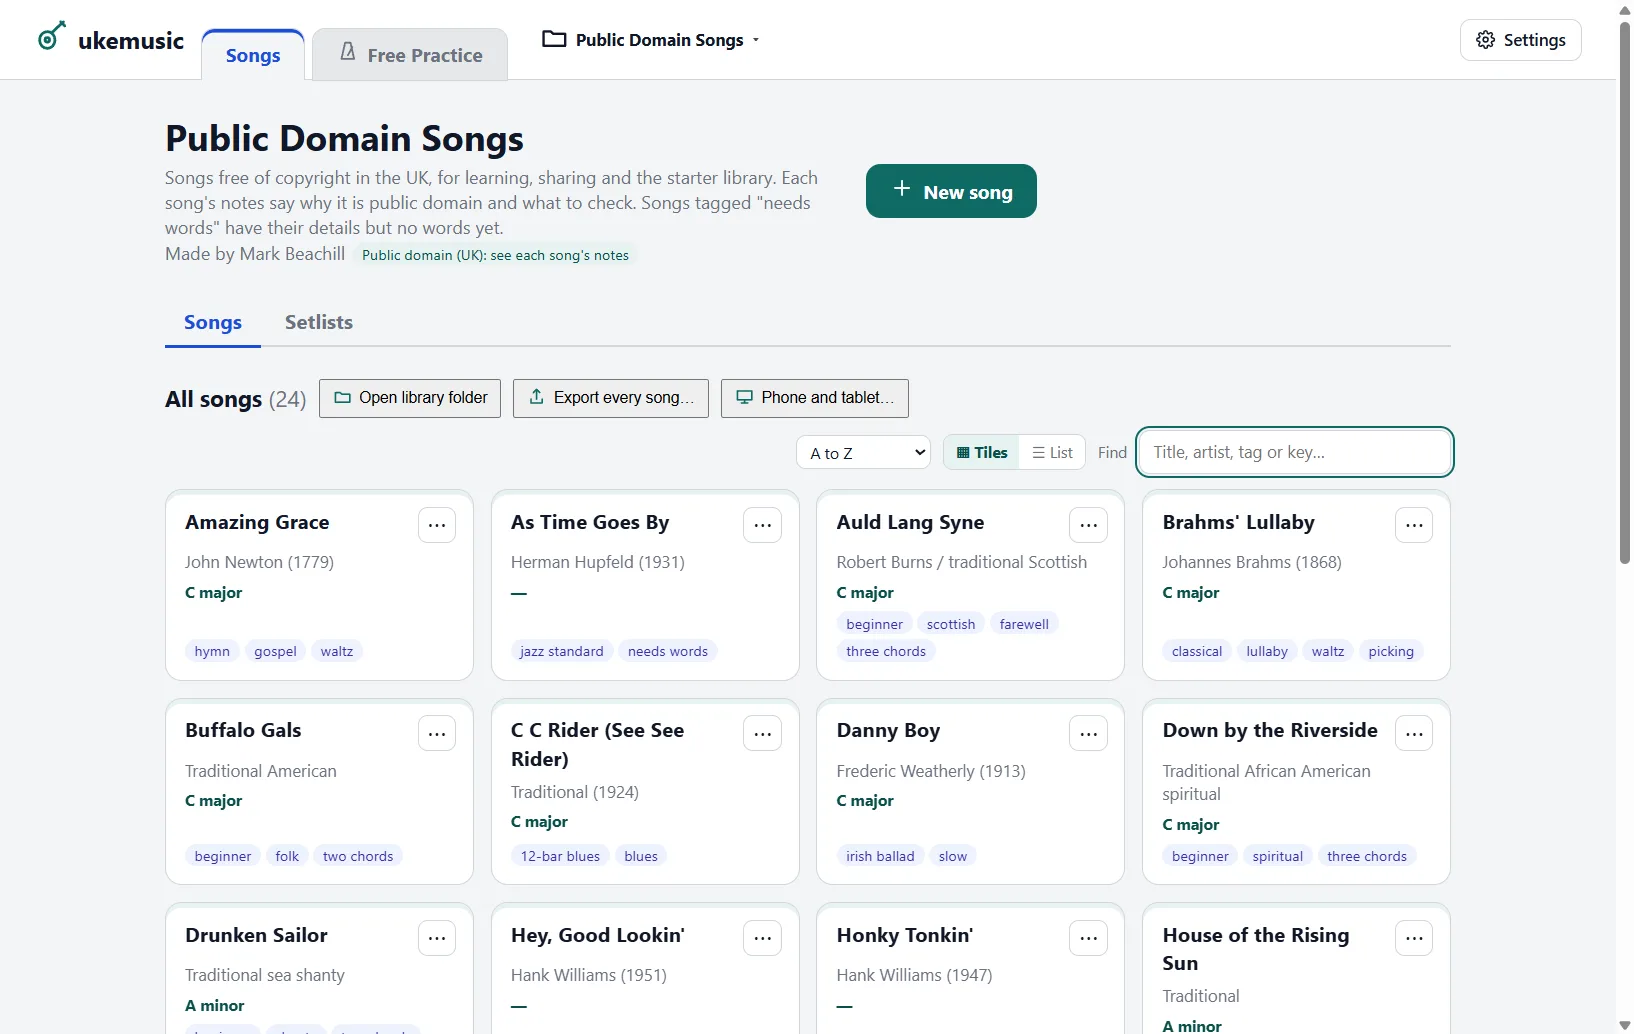 ukemusic
Songs
Free Practice
Public Domain Songs
Settings
Public Domain Songs
Songs free of copyright in the UK, for learning, sharing and the starter library. Each
song's notes say why it is public domain and what to check. Songs tagged "needs
words" have their details but no words yet.
Made by Mark Beachill
Public domain (UK): see each song's notes
New song
Songs
Setlists
All songs (24)
Open library folder
Export every song...
Phone and tablet...
A to Z
Tiles
List
Find
Title, artist, tag or key...
Amazing Grace
John Newton (1779)
C major
hymn gospel waltz
As Time Goes By
Herman Hupfeld (1931)
—
jazz standard needs words
Auld Lang Syne
Robert Burns / traditional Scottish
C major
beginner scottish farewell
three chords
Brahms' Lullaby
Johannes Brahms (1868)
C major
classical lullaby waltz picking
Buffalo Gals
Traditional American
C major
beginner folk two chords
C C Rider (See See
Rider)
Traditional (1924)
C major
12-bar blues blues
Danny Boy
Frederic Weatherly (1913)
C major
irish ballad slow
Down by the Riverside
Traditional African American
spiritual
C major
beginner spiritual three chords
Drunken Sailor
Traditional sea shanty
A minor
Hey, Good Lookin'
Hank Williams (1951)
—
Honky Tonkin'
Hank Williams (1947)
—
House of the Rising
Sun
Traditional
A minor